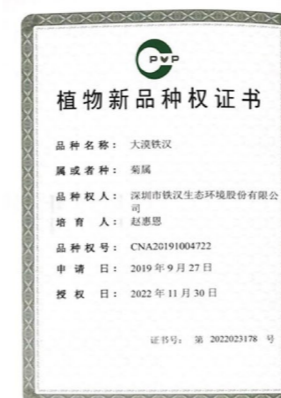 PVP
植物新品种权证书
品种名称： 大漠铁汉
属或者种： 菊属
品种权人： 深圳市铁汉生态环境股份有限公
司
培育人： 赵惠恩
品种权号： CNA20191004722
申请日： 2019年9月27日
授权日： 2022年11月30日
证书号： 第 2022023178 号